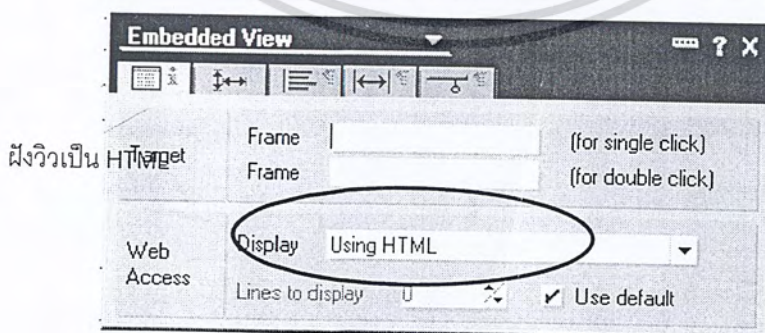 Embedded View ? X
Frame (for single click)
ฝังวิวเป็น HTML Target
Frame (for double click)
Web Access
Display Using HTML
Lines to display 0 Use default